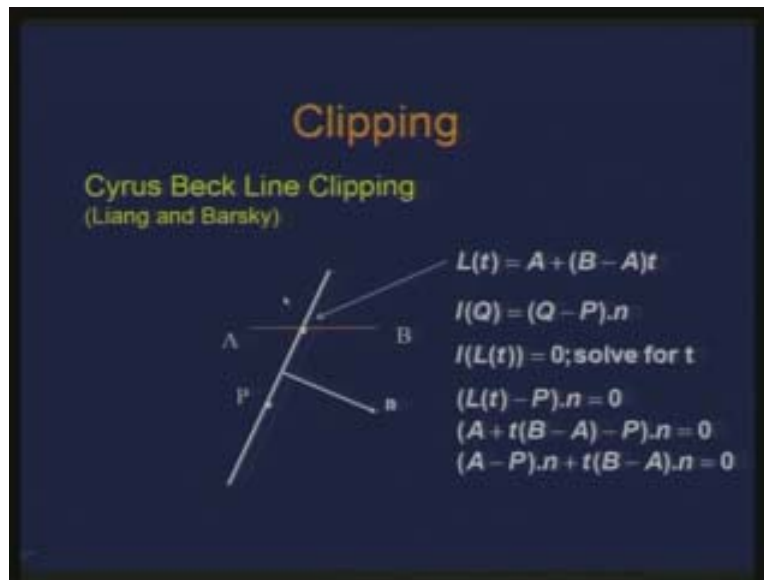 Clipping
Cyrus Beck Line Clipping
(Liang and Barsky)
L(t) = A + (B – A)t
I(Q) = (Q – P).n
A B
I(L(t)) = 0; solve for t
P n
(L(t) – P).n = 0
(A + t(B – A) – P).n = 0
(A – P).n + t(B – A).n = 0